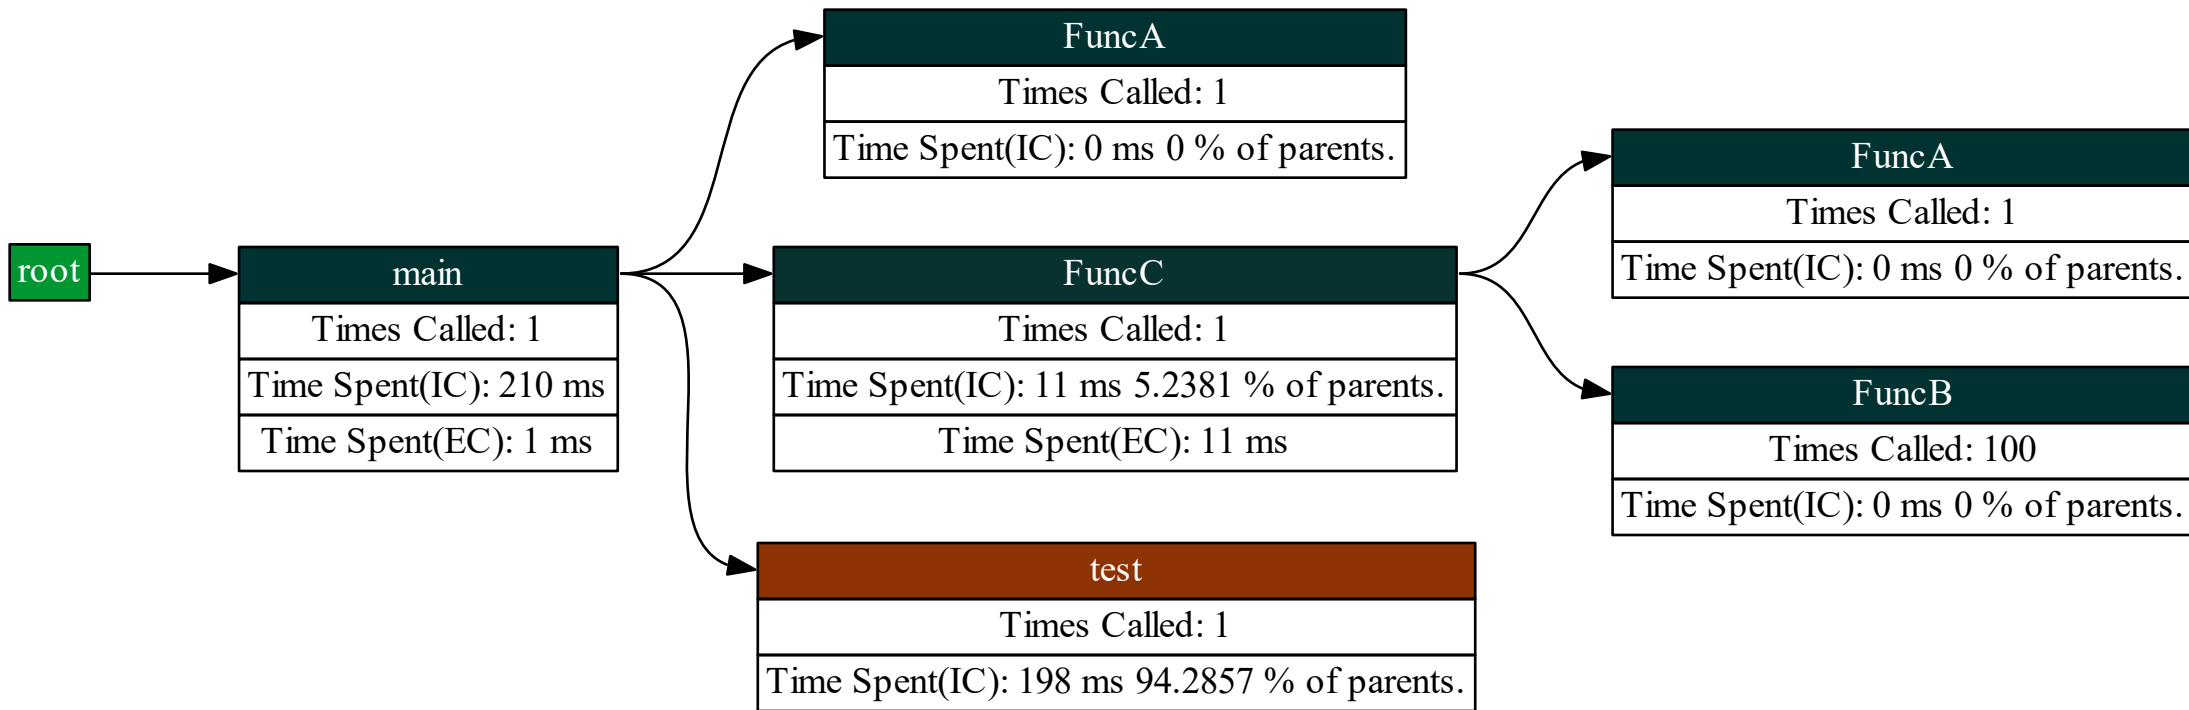 root
main
Times Called: 1
Time Spent(IC): 210 ms
Time Spent(EC): 1 ms
FuncA
Times Called: 1
Time Spent(IC): 0 ms 0 % of parents.
FuncC
Times Called: 1
Time Spent(IC): 11 ms 5.2381 % of parents.
Time Spent(EC): 11 ms
test
Times Called: 1
Time Spent(IC): 198 ms 94.2857 % of parents.
FuncA
Times Called: 1
Time Spent(IC): 0 ms 0 % of parents.
FuncB
Times Called: 100
Time Spent(IC): 0 ms 0 % of parents.